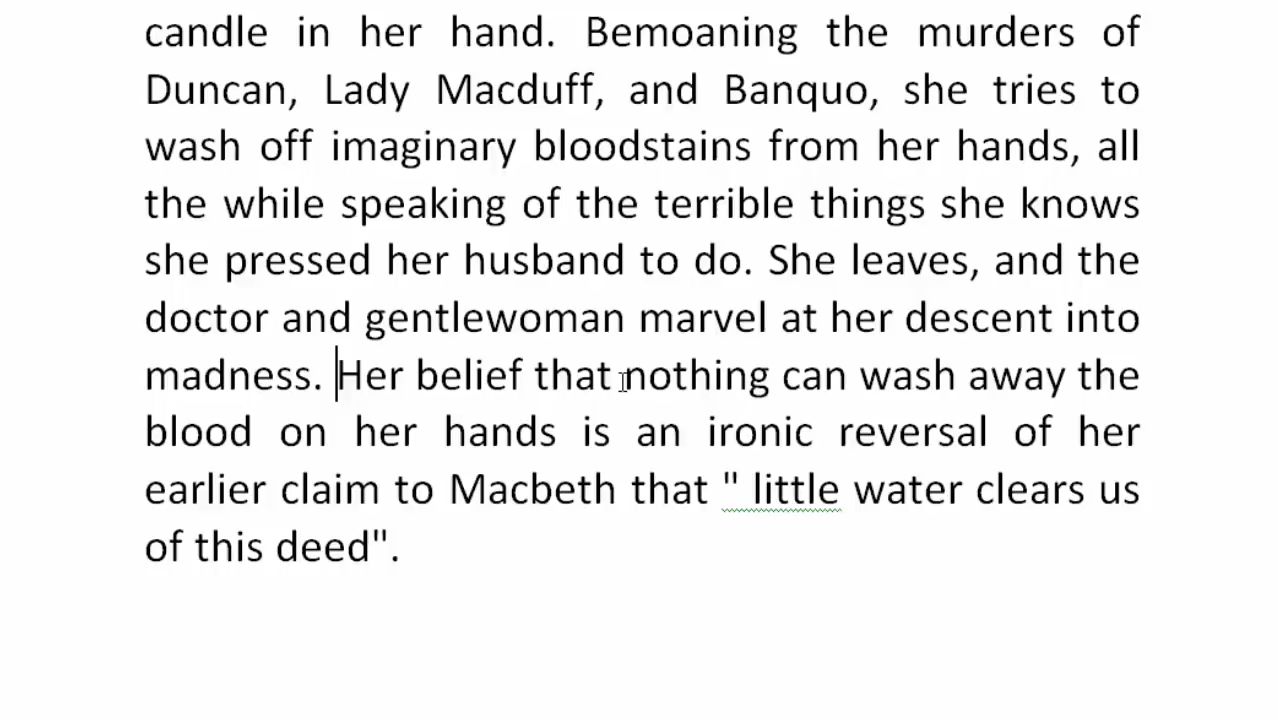 candle in her hand. Bemoaning the murders of
Duncan, Lady Macduff, and Banquo, she tries to
wash off imaginary bloodstains from her hands, all
the while speaking of the terrible things she knows
she pressed her husband to do. She leaves, and the
doctor and gentlewoman marvel at her descent into
madness. Her belief that nothing can wash away the
blood on her hands is an ironic reversal of her
earlier claim to Macbeth that " little water clears us
of this deed".